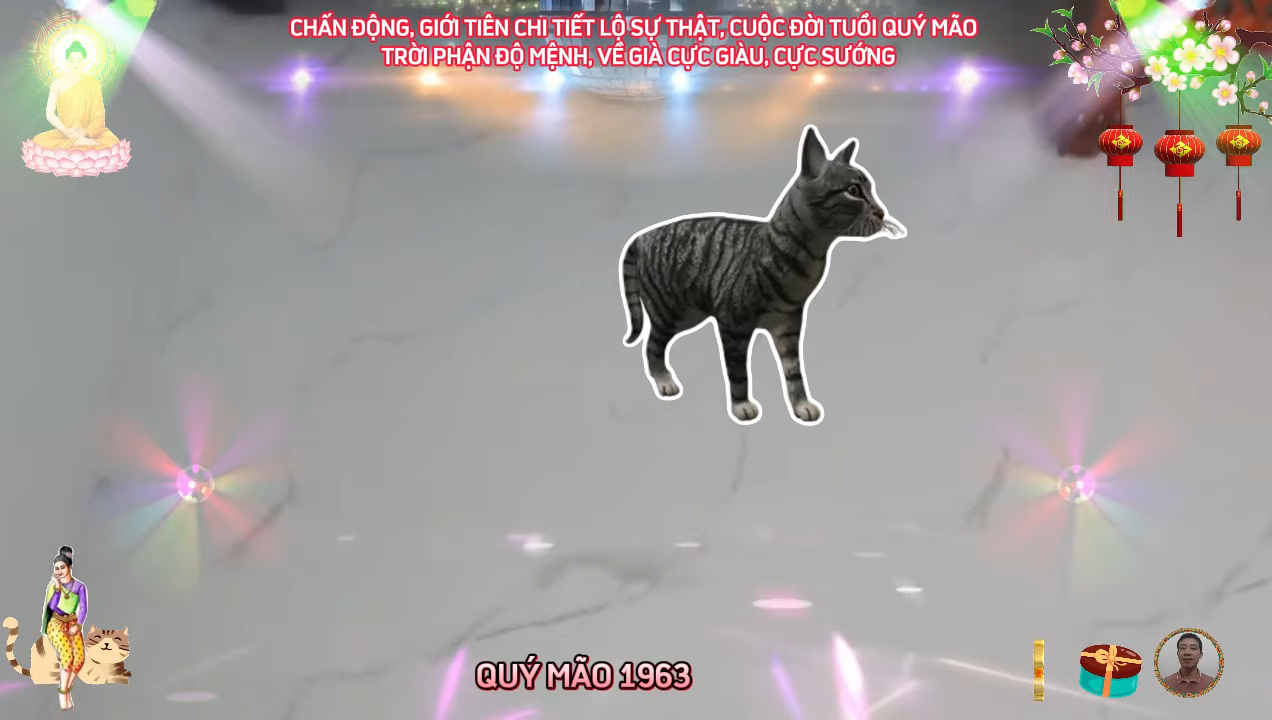 CHẤN ĐỘNG, GIỚI TIÊN CHI TIẾT LỘ SỰ THẬT, CUỘC ĐỜI TUỔI QUÝ MÃO
TRỜI PHẬN ĐỘ MỆNH, VỀ GIÀ CỰC GIÀU, CỰC SƯỚNG
QUÝ MÃO 1963